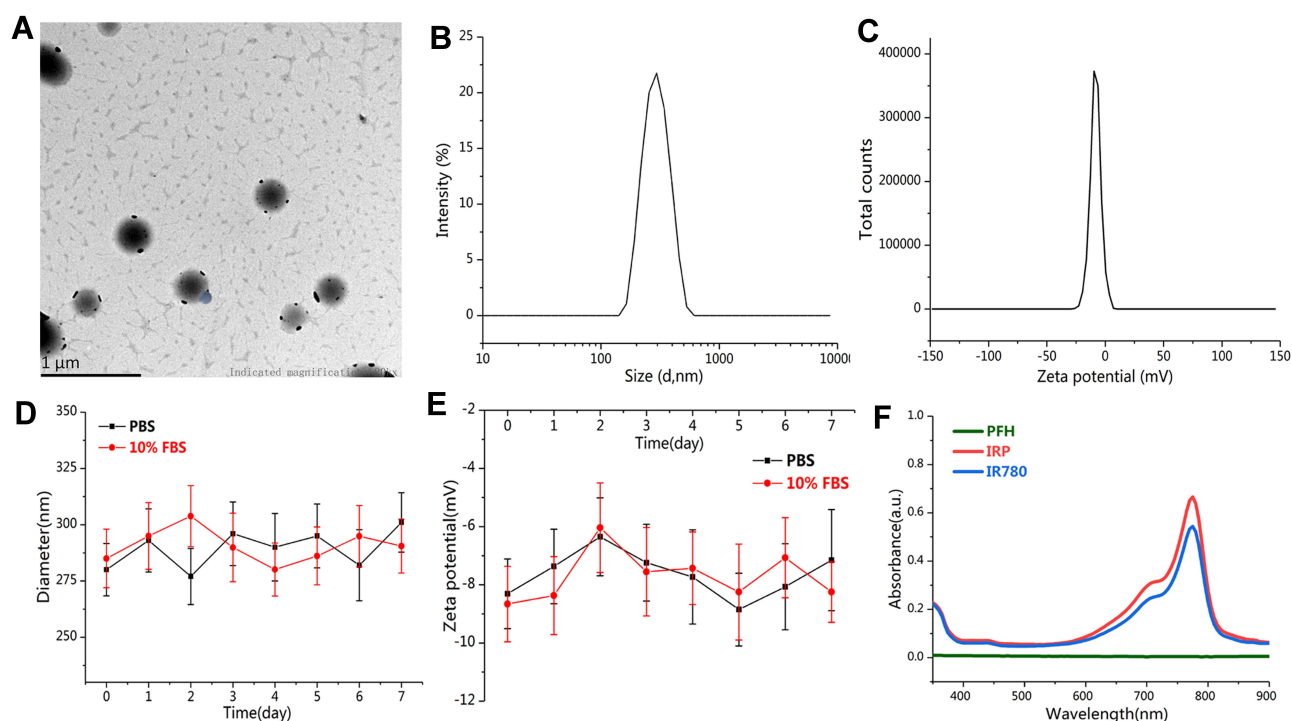 A
1 μm
Indicated magnification
B
25
20
15
10
5
0
Intensity (%)
10
100
1000
10000
Size (d,nm)
C
400000
300000
200000
100000
0
Total counts
-150
-100
-50
0
50
100
150
Zeta potential (mV)
D
350
325
300
275
250
Diameter(nm)
PBS
10% FBS
0 1 2 3 4 5 6 7
Time(day)
E
-2
-4
-6
-8
-10
-12
Zeta potential(mV)
0 1 2 3 4 5 6 7
Time(day)
PBS
10% FBS
F
1.0
0.8
0.6
0.4
0.2
0.0
Absorbance(a.u.)
PFH
IRP
IR780
400 500 600 700 800 900
Wavelength(nm)